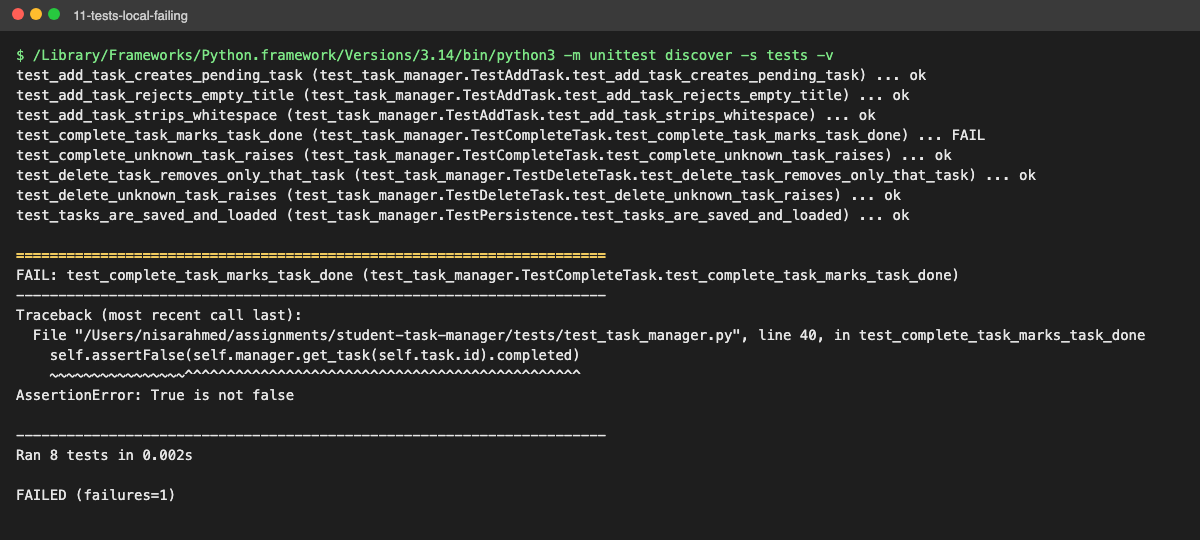 11-tests-local-failing
$ /Library/Frameworks/Python.framework/Versions/3.14/bin/python3 -m unittest discover -s tests -v
test_add_task_creates_pending_task (test_task_manager.TestAddTask.test_add_task_creates_pending_task) ... ok
test_add_task_rejects_empty_title (test_task_manager.TestAddTask.test_add_task_rejects_empty_title) ... ok
test_add_task_strips_whitespace (test_task_manager.TestAddTask.test_add_task_strips_whitespace) ... ok
test_complete_task_marks_task_done (test_task_manager.TestCompleteTask.test_complete_task_marks_task_done) ... FAIL
test_complete_unknown_task_raises (test_task_manager.TestCompleteTask.test_complete_unknown_task_raises) ... ok
test_delete_task_removes_only_that_task (test_task_manager.TestDeleteTask.test_delete_task_removes_only_that_task) ... ok
test_delete_unknown_task_raises (test_task_manager.TestDeleteTask.test_delete_unknown_task_raises) ... ok
test_tasks_are_saved_and_loaded (test_task_manager.TestPersistence.test_tasks_are_saved_and_loaded) ... ok
======================================================================
FAIL: test_complete_task_marks_task_done (test_task_manager.TestCompleteTask.test_complete_task_marks_task_done)
----------------------------------------------------------------------
Traceback (most recent call last):
  File "/Users/nisarahmed/assignments/student-task-manager/tests/test_task_manager.py", line 40, in test_complete_task_marks_task_done
    self.assertFalse(self.manager.get_task(self.task.id).completed)
    ~~~~~~~~~~~~~~~~^^^^^^^^^^^^^^^^^^^^^^^^^^^^^^^^^^^^^^^^^^^^^^^
AssertionError: True is not false
----------------------------------------------------------------------
Ran 8 tests in 0.002s
FAILED (failures=1)